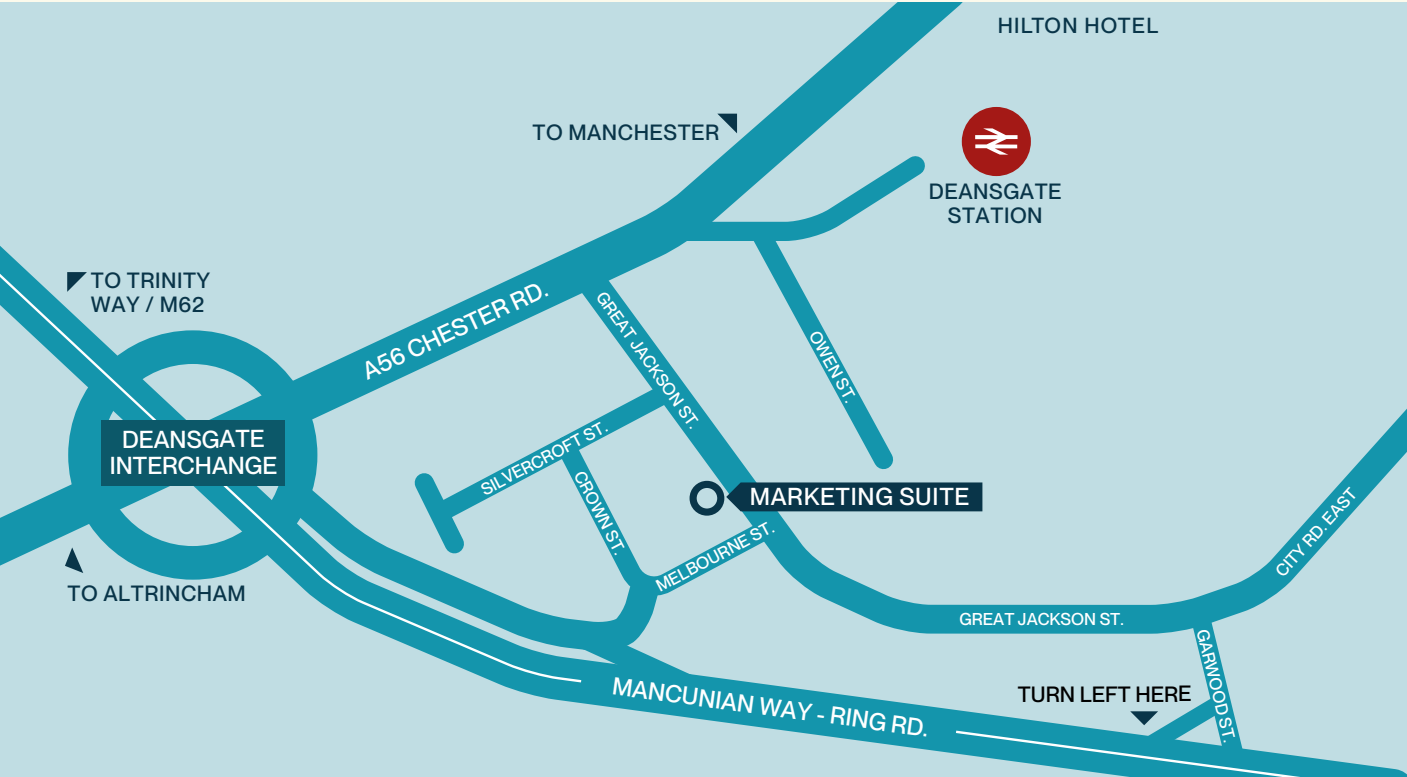 HILTON HOTEL
TO MANCHESTER
DEANSGATE
STATION
TO TRINITY
WAY / M62
A56 CHESTER RD.
GREAT JACKSON ST.
OWEN ST.
DEANSGATE
INTERCHANGE
SILVERCROFT ST.
CROWN ST.
MARKETING SUITE
MELBOURNE ST.
CITY RD. EAST
TO ALTRINCHAM
GREAT JACKSON ST.
GARWOOD ST.
TURN LEFT HERE
MANCUNIAN WAY - RING RD.